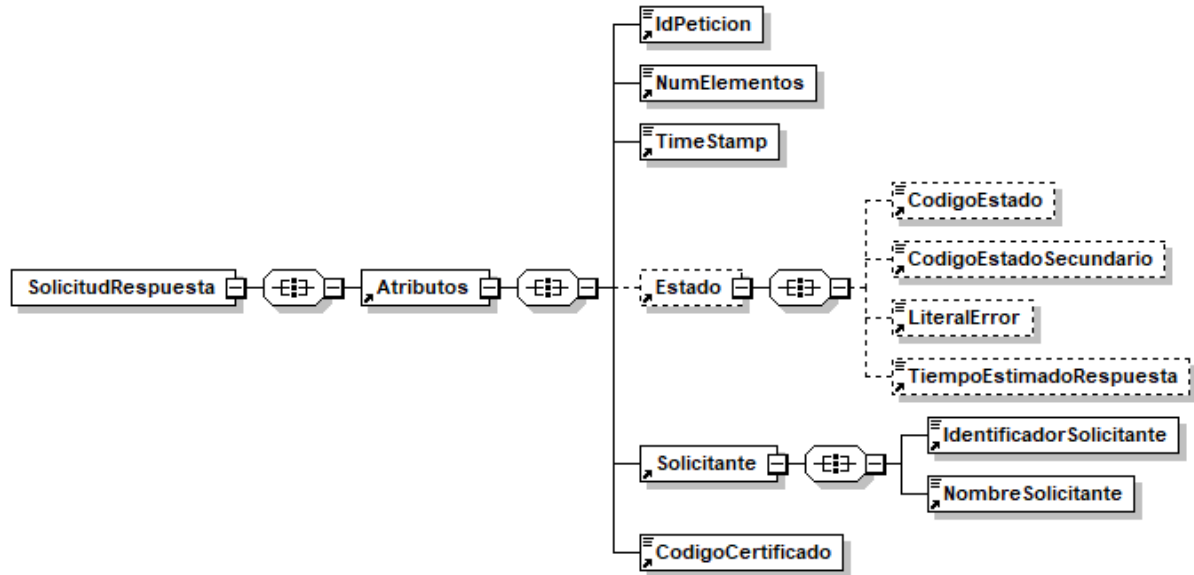 IdPeticion
NumElementos
TimeStamp
CodigoEstado
CodigoEstadoSecundario
SolicitudRespuesta
Atributos
Estado
LiteralError
TiempoEstimadoRespuesta
IdentificadorSolicitante
Solicitante
NombreSolicitante
CodigoCertificado